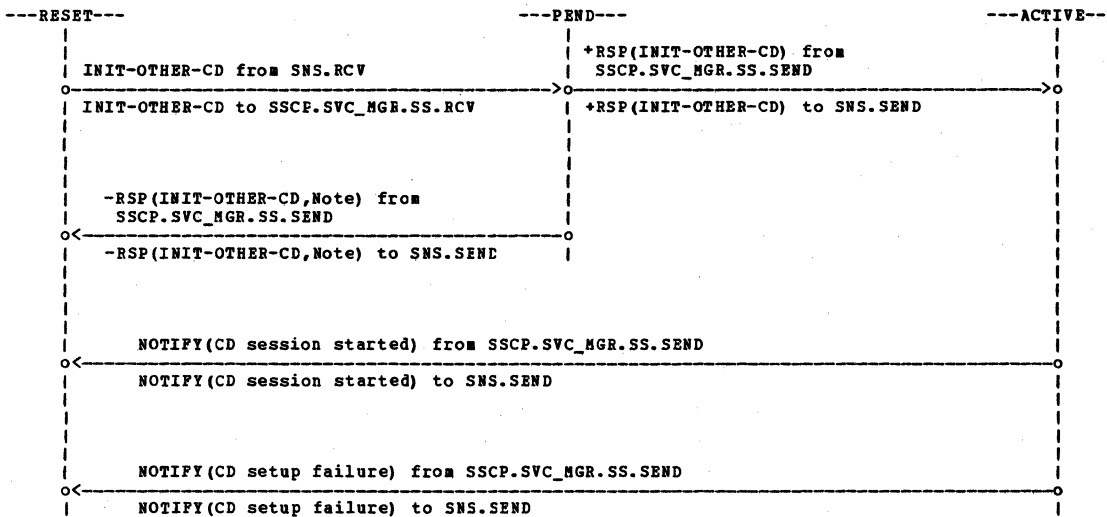 ---RESET--- ---PEND--- ---ACTIVE--
+RSP(INIT-OTHER-CD) from
INIT-OTHER-CD from SNS.RCV SSCP.SVC_MGR.SS.SEND
INIT-OTHER-CD to SSCP.SVC_MGR.SS.RCV +RSP(INIT-OTHER-CD) to SNS.SEND
-RSP(INIT-OTHER-CD,Note) from
SSCP.SVC_MGR.SS.SEND
-RSP(INIT-OTHER-CD,Note) to SNS.SEND
NOTIFY(CD session started) from SSCP.SVC_MGR.SS.SEND
NOTIFY(CD session started) to SNS.SEND
NOTIFY(CD setup failure) from SSCP.SVC_MGR.SS.SEND
NOTIFY(CD setup failure) to SNS.SEND